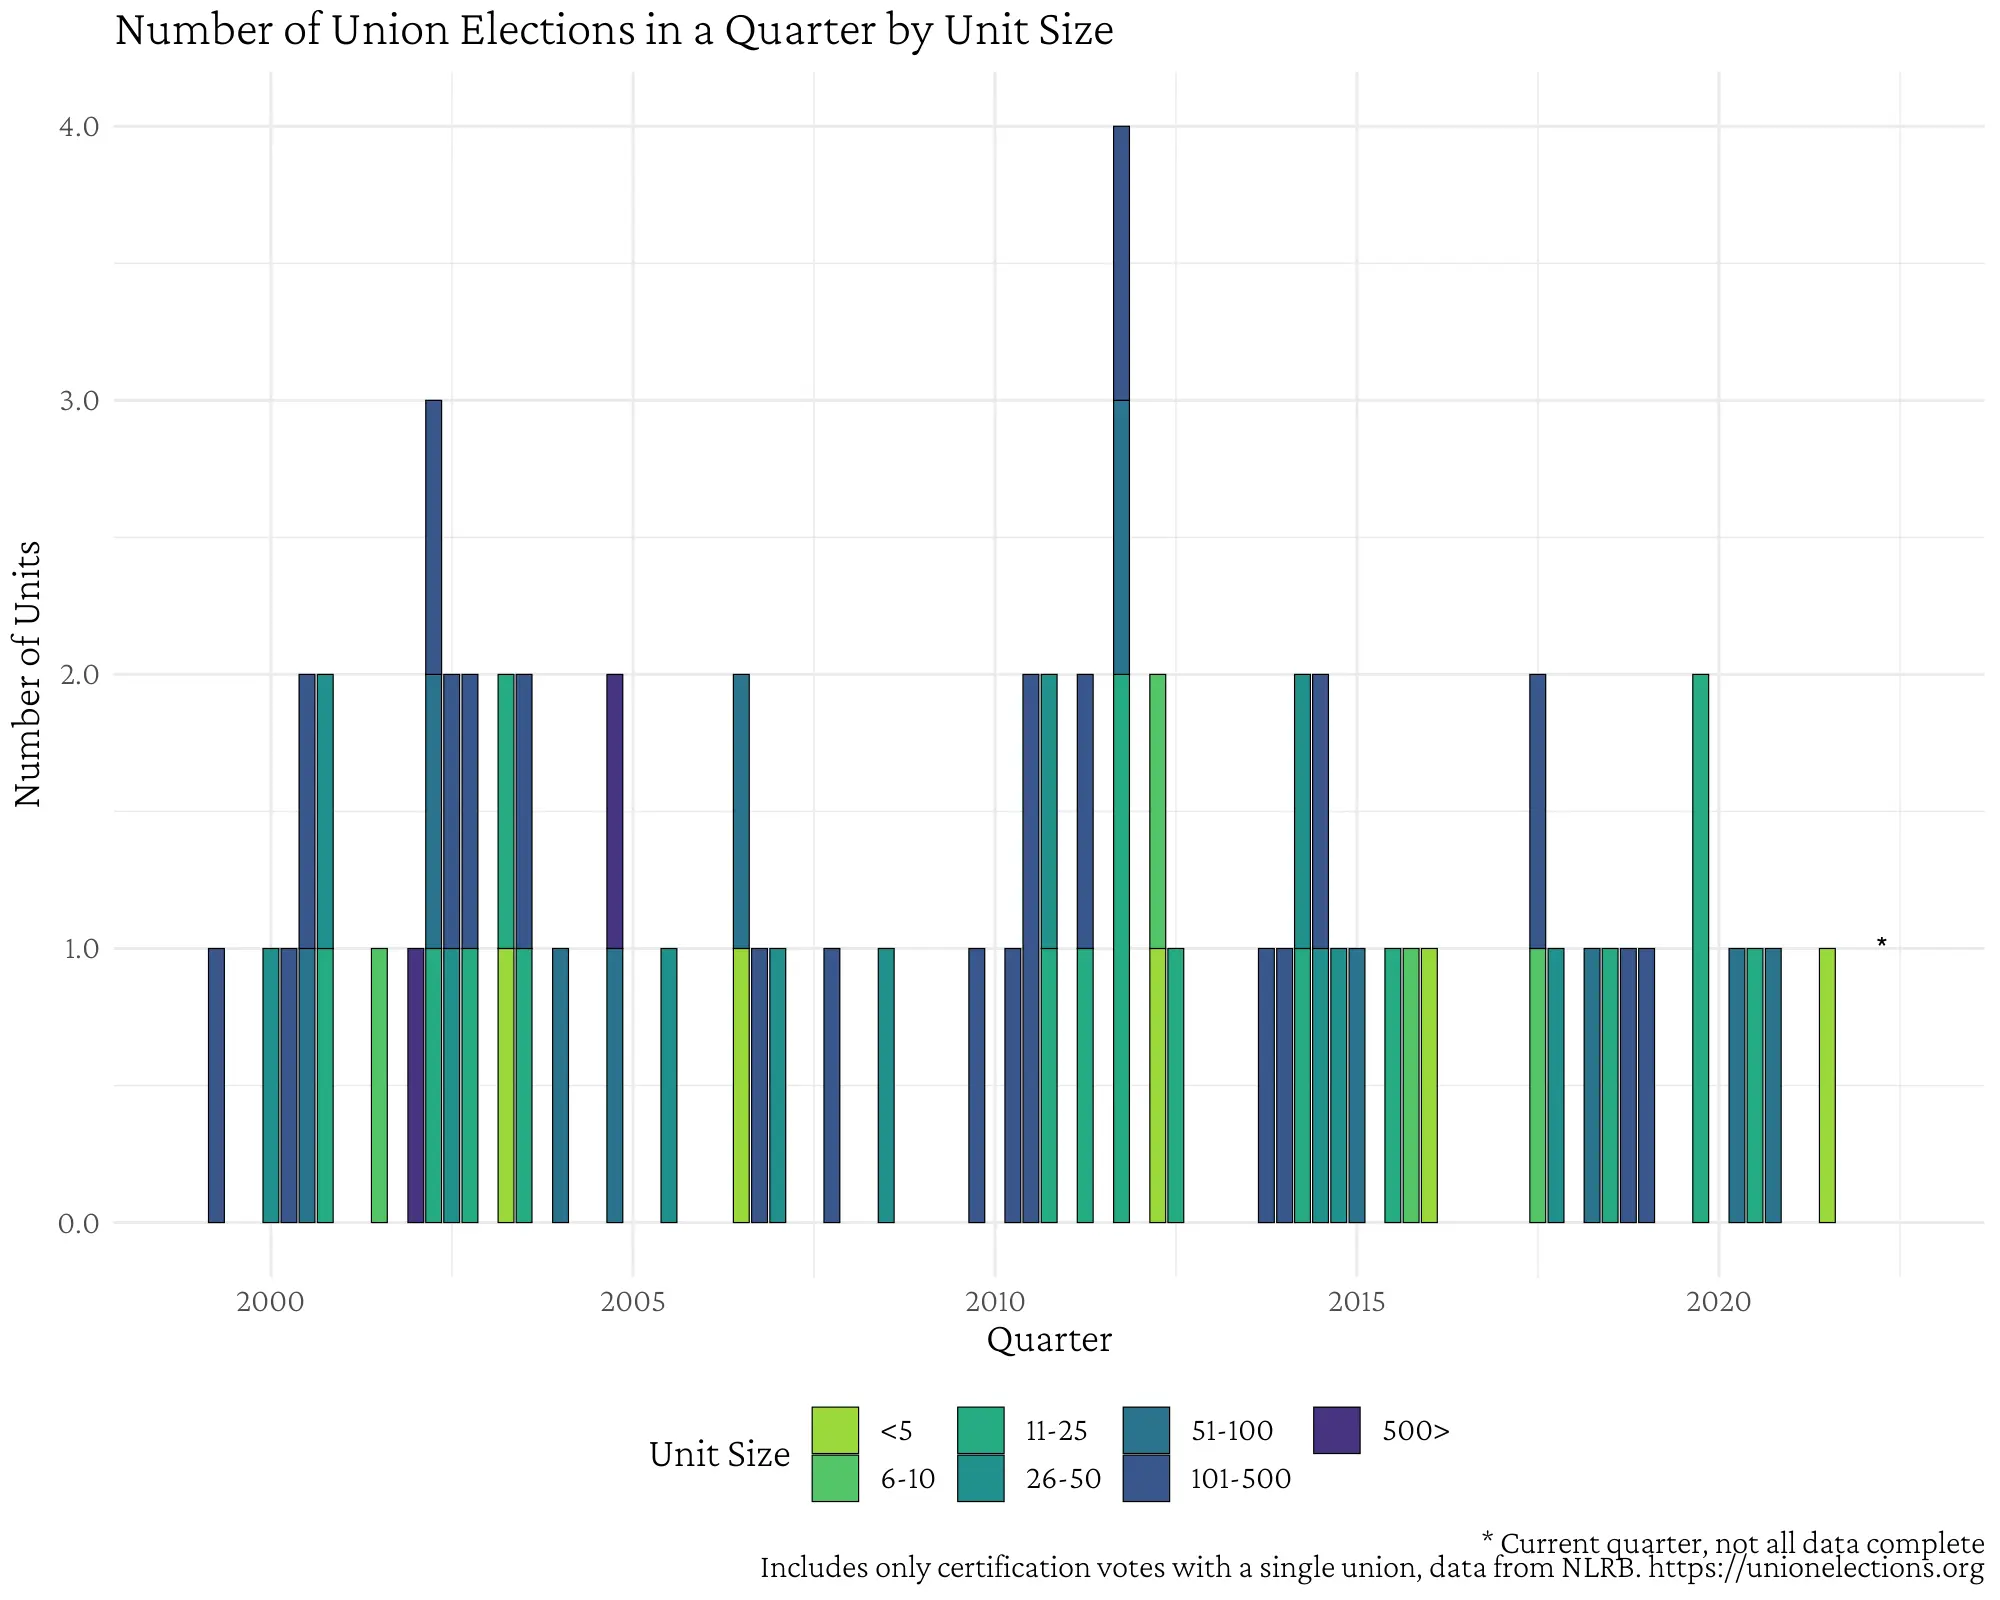 Number of Union Elections in a Quarter by Unit Size
Number of Units
4.0
3.0
2.0
1.0
0.0
*
2000 2005 2010 2015 2020
Quarter
Unit Size
<5 11-25 51-100 500>
6-10 26-50 101-500
* Current quarter, not all data complete
Includes only certification votes with a single union, data from NLRB. https://unionelections.org